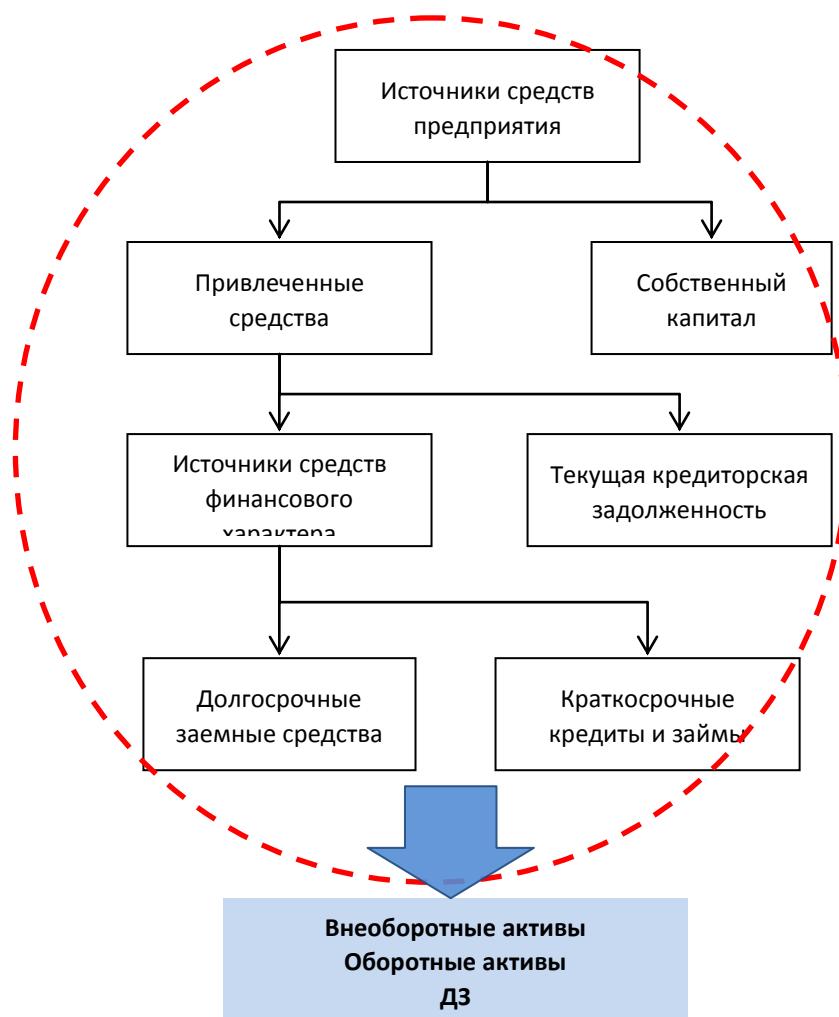 Источники средств
предприятия
Привлеченные
средства
Собственный
капитал
Источники средств
финансового
характера
Текущая кредиторская
задолженность
Долгосрочные
заемные средства
Краткосрочные
кредиты и займы
Внеоборотные активы
Оборотные активы
ДЗ